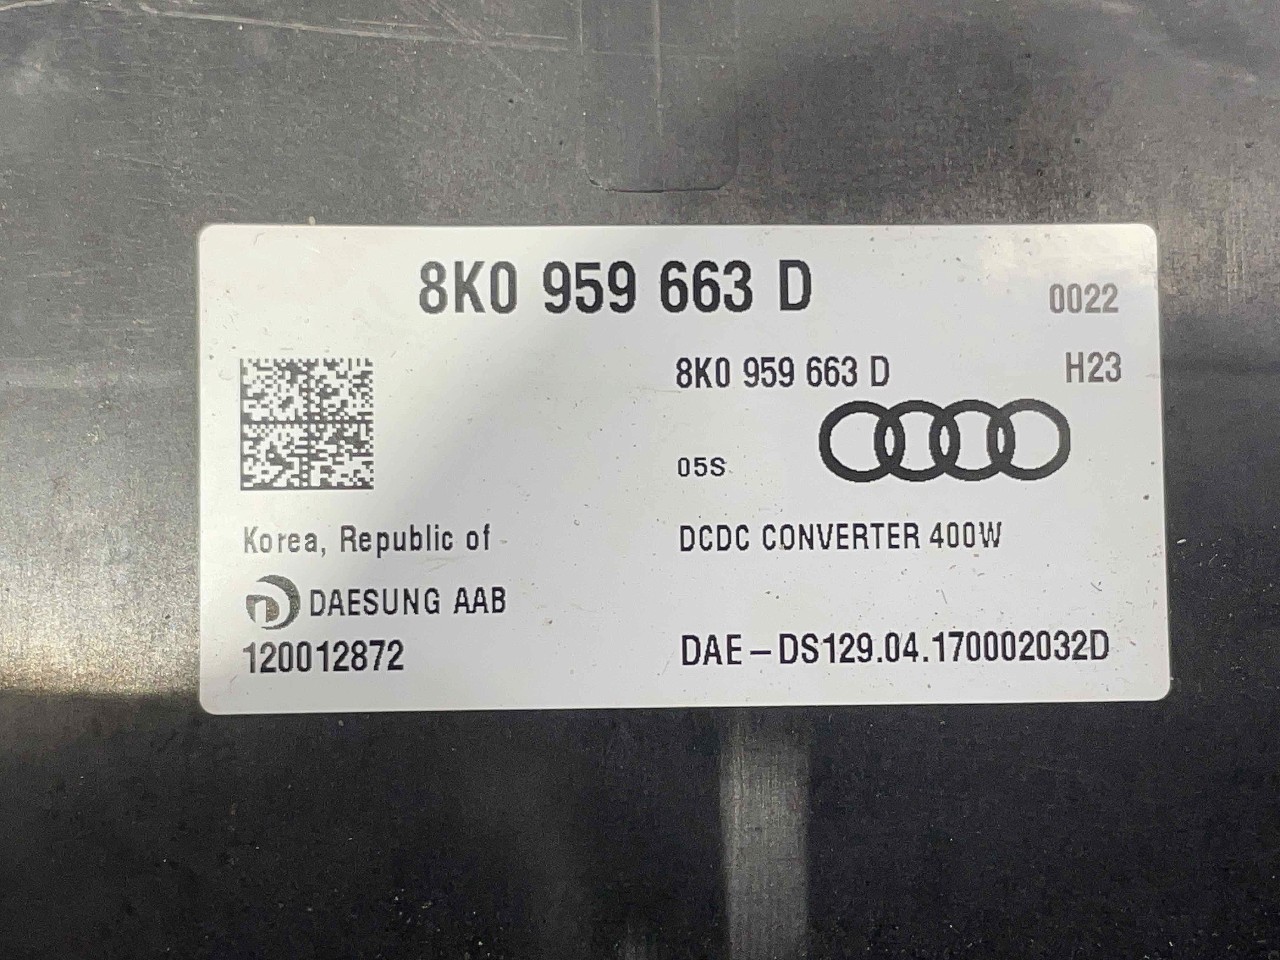 8K0 959 663 D
0022
8K0 959 663 D
H23
05S
Korea, Republic of
DCDC CONVERTER 400W
DAESUNG AAB
120012872
DAE-DS129.04.170002032D